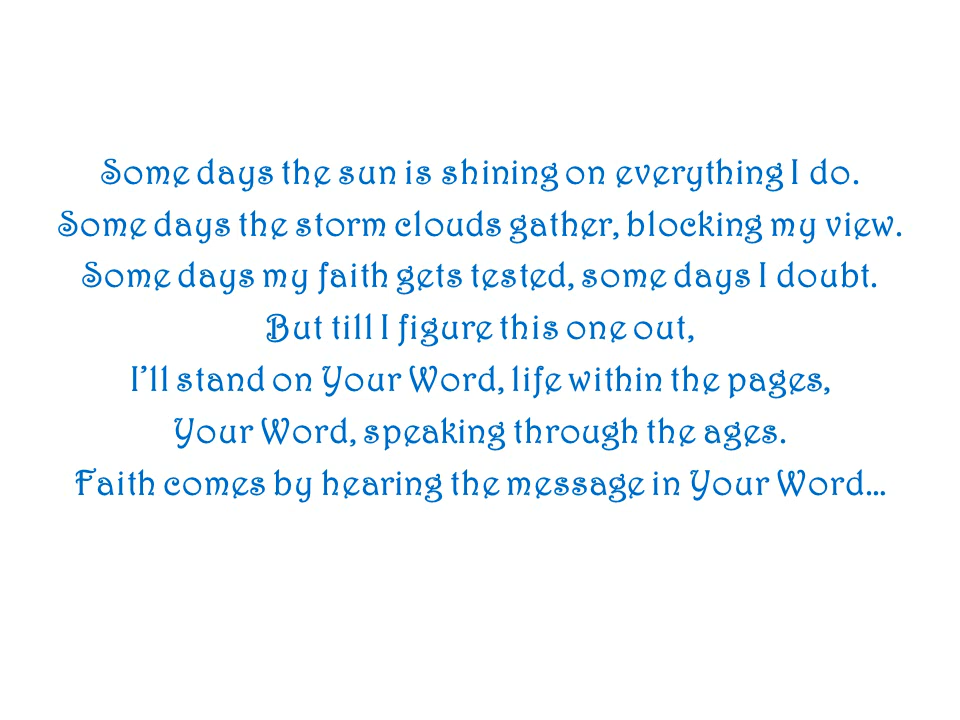 Some days the sun is shining on everything I do.
Some days the storm clouds gather, blocking my view.
Some days my faith gets tested, some days I doubt.
But till I figure this one out,
I’ll stand on Your Word, life within the pages,
Your Word, speaking through the ages.
Faith comes by hearing the message in Your Word…